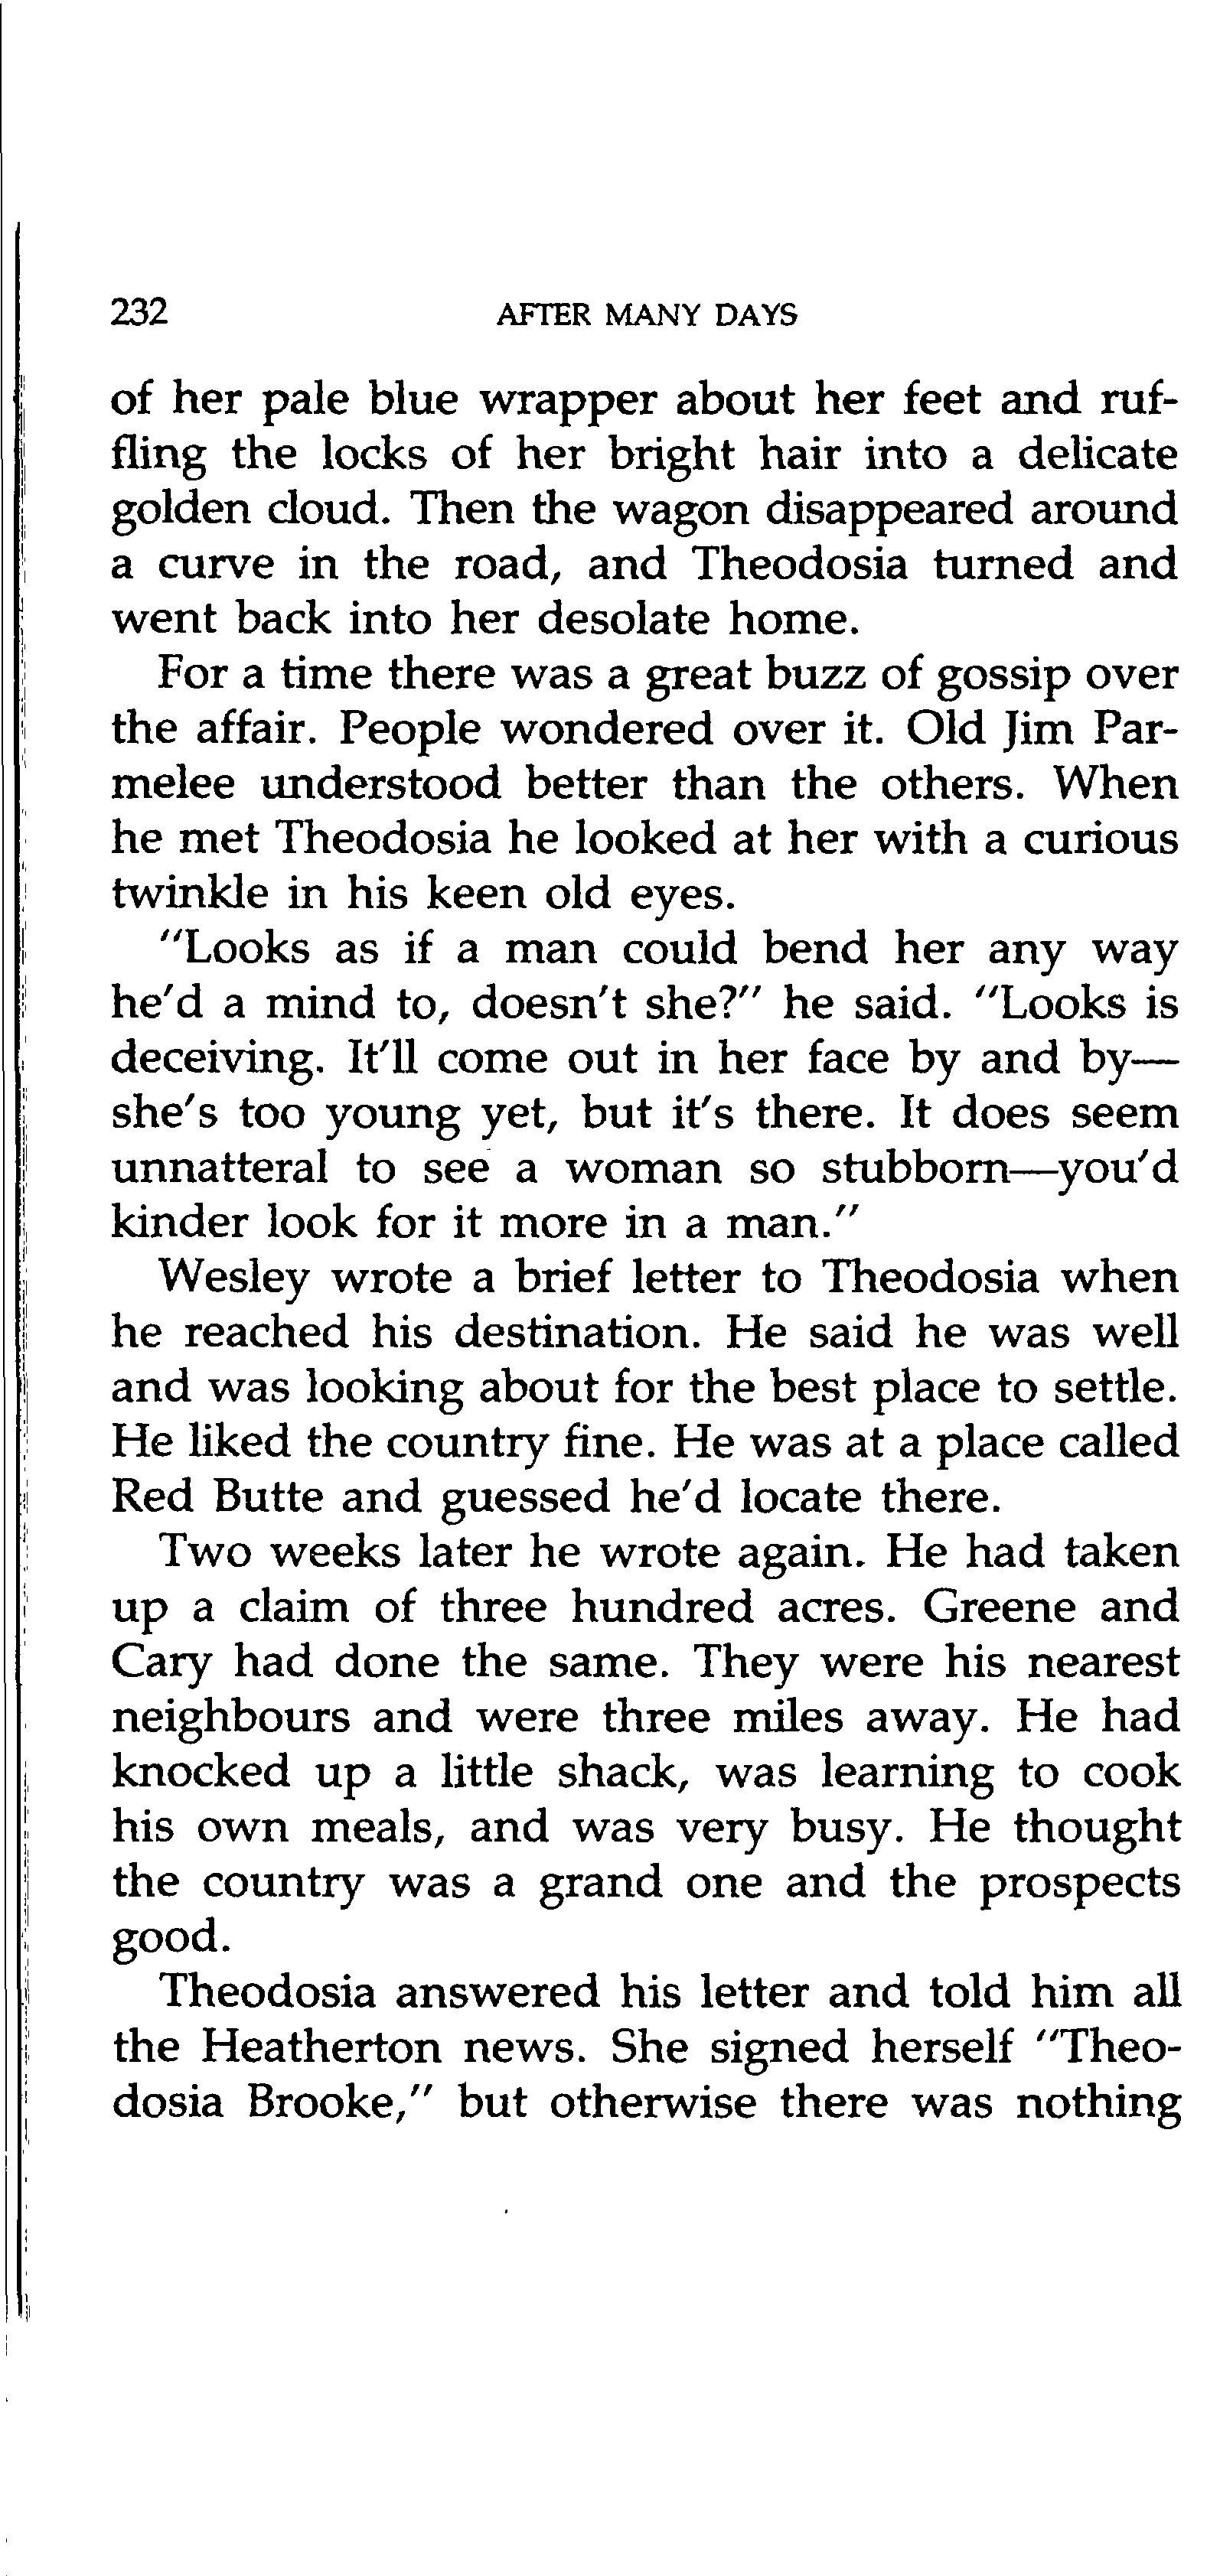 232 AFTER MANY DAYS
of her pale blue wrapper about her feet and ruf-
fling the locks of her bright hair into a delicate
golden cloud. Then the wagon disappeared around
a curve in the road, and Theodosia turned and
went back into her desolate home.
For a time there was a great buzz of gossip over
the affair. People wondered over it. Old Jim Par-
melee understood better than the others. When
he met Theodosia he looked at her with a curious
twinkle in his keen old eyes.
"Looks as if a man could bend her any way
he'd a mind to, doesn't she?" he said. "Looks is
deceiving. It'll come out in her face by and by—
she's too young yet, but it's there. It does seem
unnatteral to see a woman so stubborn—you'd
kinder look for it more in a man."
Wesley wrote a brief letter to Theodosia when
he reached his destination. He said he was well
and was looking about for the best place to settle.
He liked the country fine. He was at a place called
Red Butte and guessed he'd locate there.
Two weeks later he wrote again. He had taken
up a claim of three hundred acres. Greene and
Cary had done the same. They were his nearest
neighbours and were three miles away. He had
knocked up a little shack, was learning to cook
his own meals, and was very busy. He thought
the country was a grand one and the prospects
good.
Theodosia answered his letter and told him all
the Heatherton news. She signed herself "Theo-
dosia Brooke," but otherwise there was nothing